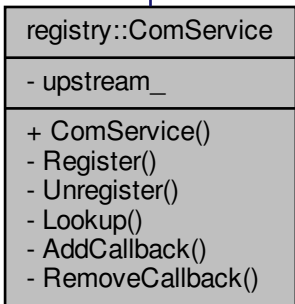 registry::ComService
- upstream_
+ ComService()
- Register()
- Unregister()
- Lookup()
- AddCallback()
- RemoveCallback()